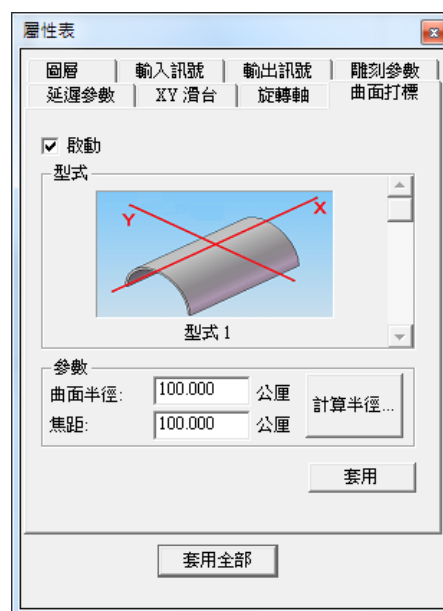 屬性表
圖層 輸入訊號 輸出訊號 雕刻參數
延遲參數 XY 滑台 旋轉軸 曲面打標
啟動
型式
Y X
型式 1
參數
曲面半徑: 100.000 公厘 計算半徑...
焦距: 100.000 公厘
套用
套用全部